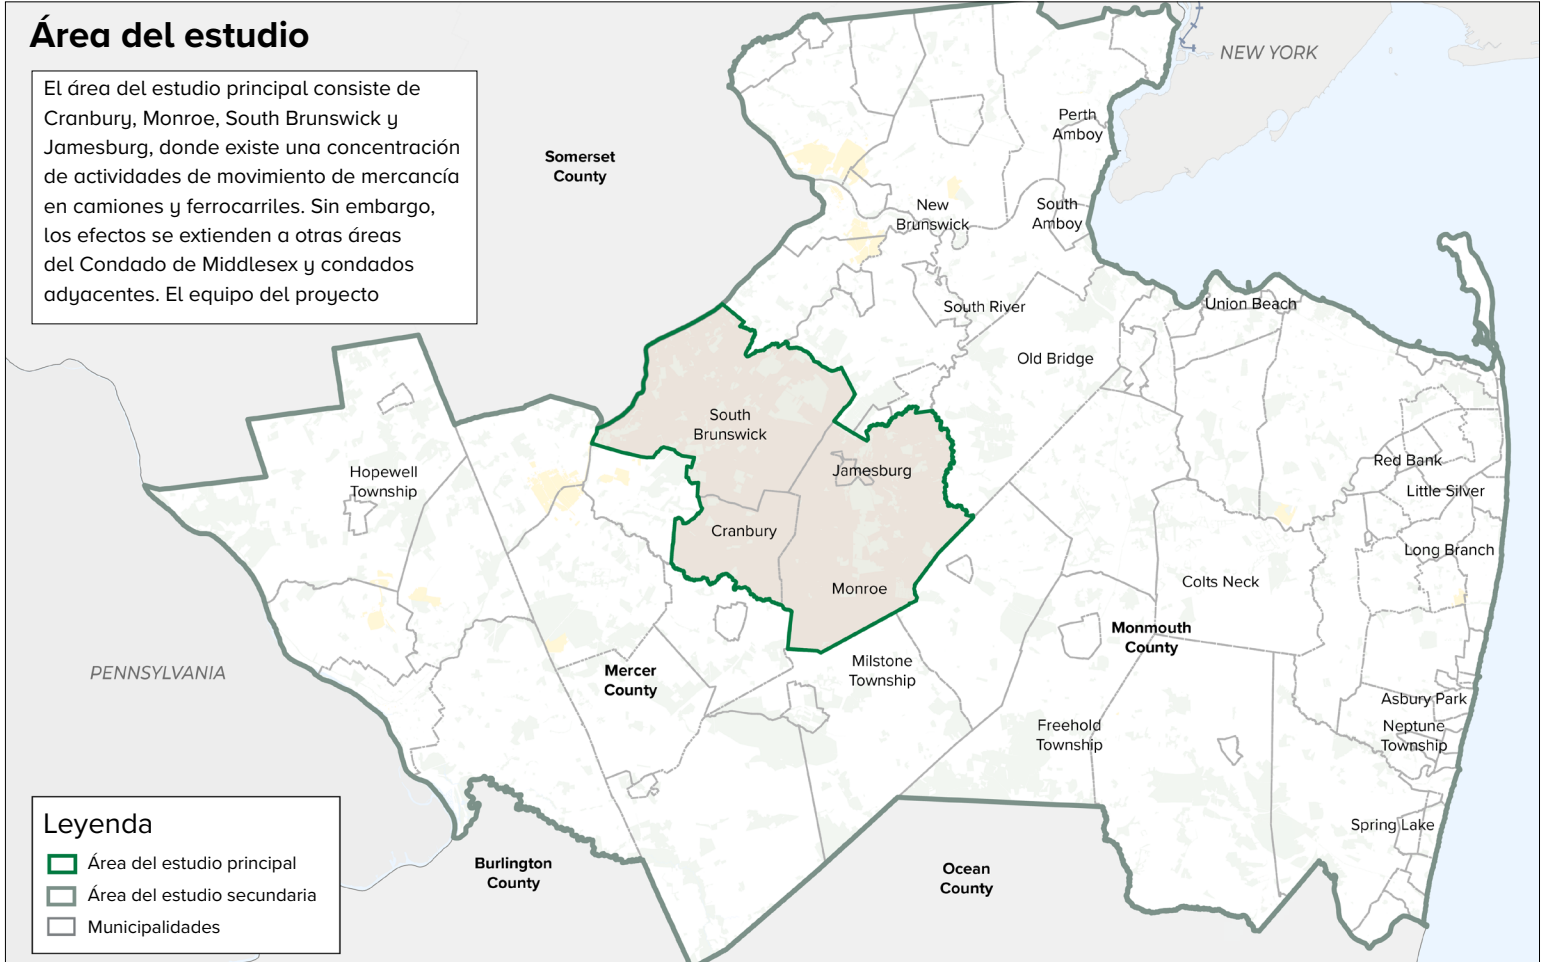 Área del estudio
El área del estudio principal consiste de
Cranbury, Monroe, South Brunswick y
Jamesburg, donde existe una concentración
de actividades de movimiento de mercancía
en camiones y ferrocarriles. Sin embargo,
los efectos se extienden a otras áreas
del Condado de Middlesex y condados
adyacentes. El equipo del proyecto
NEW YORK
Perth
Amboy
Somerset
County
New
Brunswick
South
Amboy
South River
Union Beach
Old Bridge
South
Brunswick
Jamesburg
Hopewell
Township
Red Bank
Little Silver
Cranbury
Long Branch
Monroe
Colts Neck
Monmouth
County
PENNSYLVANIA
Mercer
County
Milstone
Township
Asbury Park
Neptune
Township
Freehold
Township
Spring Lake
Burlington
County
Ocean
County
Leyenda
Área del estudio principal
Área del estudio secundaria
Municipalidades